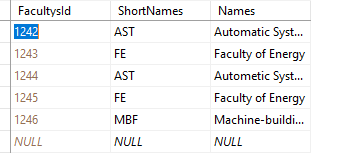 FacultysId ShortNames Names
1242 AST Automatic Syst...
1243 FE Faculty of Energy
1244 AST Autometic Syst...
1245 FE Faculty of Energy
1246 MBF Machine-buildi...
NULL NULL NULL